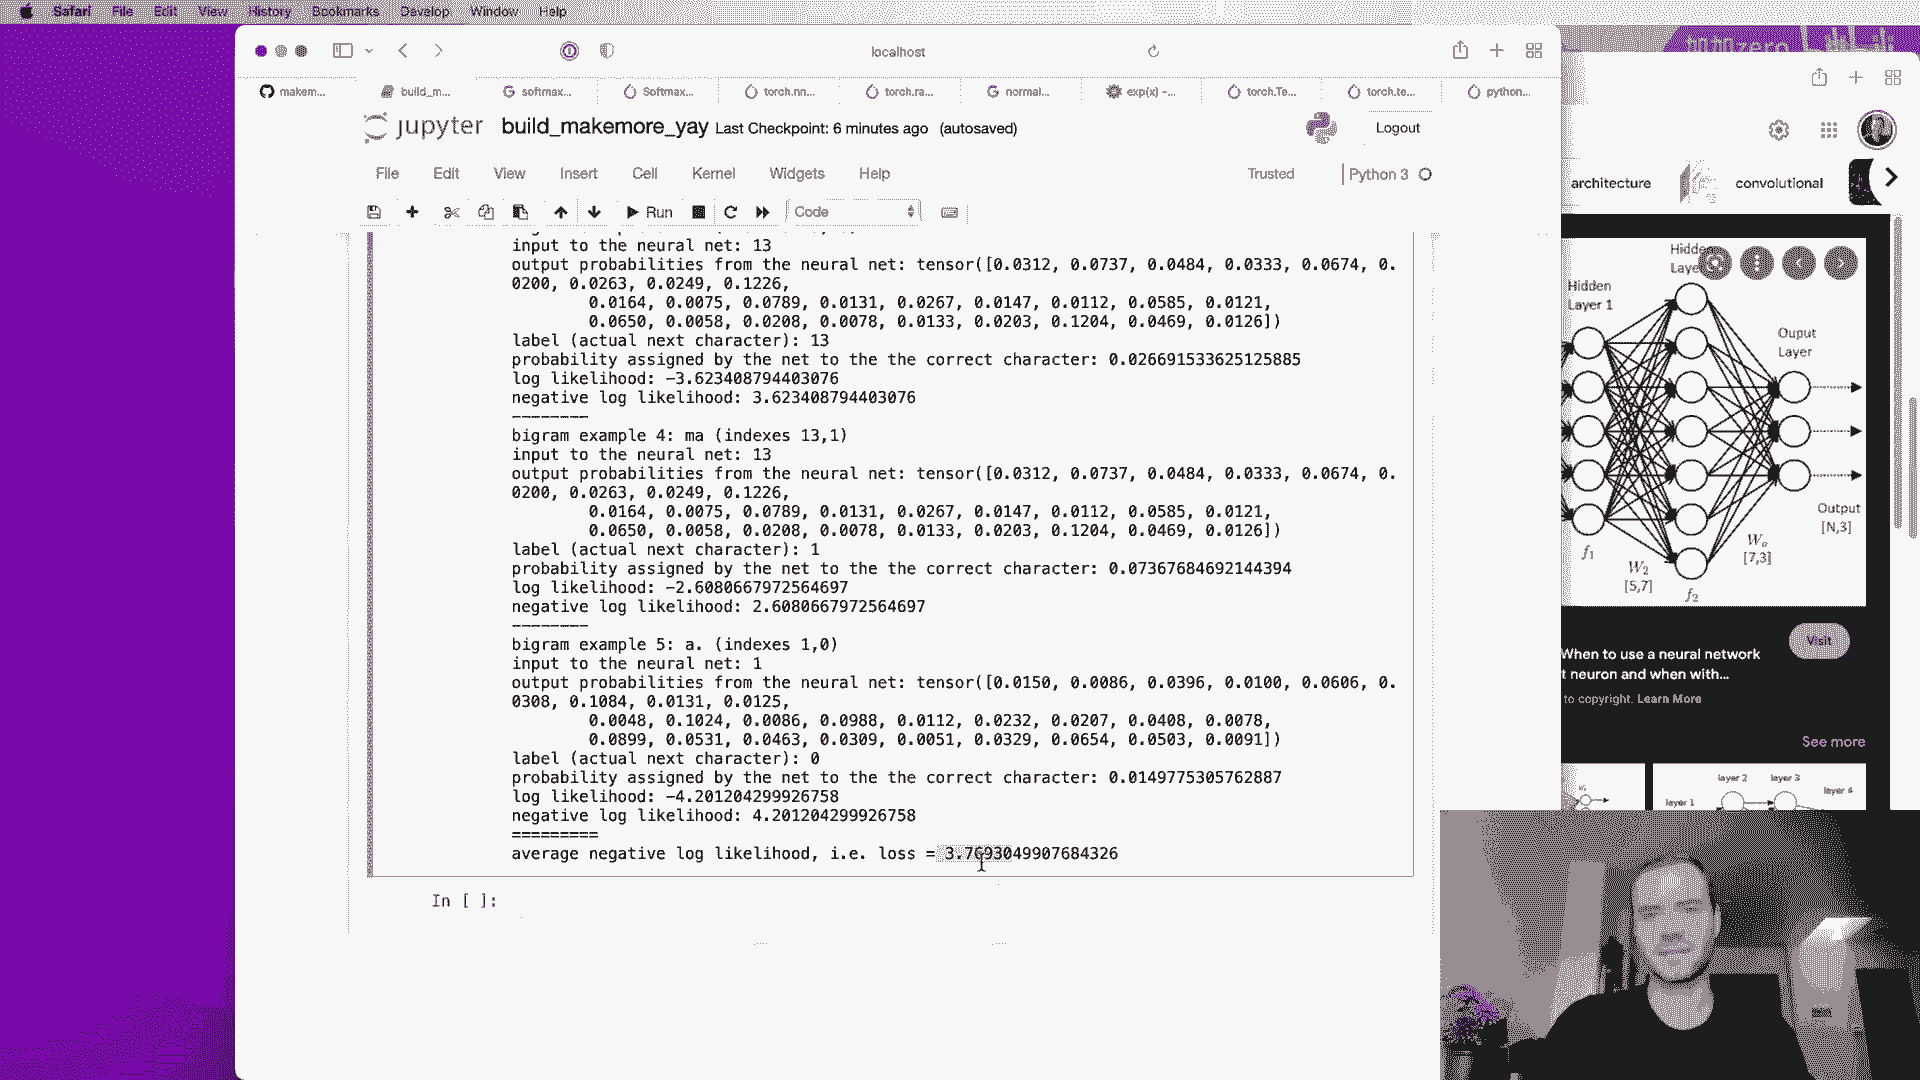 Safari File Edit View History Bookmarks Develop Window Help
localhost
makem... build_m... softmax... Softmax... torch.nn... torch.ra... normal... exp(x) -... torch.Te... torch.te... python...
jupyter build_makemore_yay Last Checkpoint: 6 minutes ago (autosaved) Logout
File Edit View Insert Cell Kernel Widgets Help Trusted Python 3
Run Code
input to the neural net: 13
output probabilities from the neural net: tensor([0.0312, 0.0737, 0.0484, 0.0333, 0.0674, 0.
0200, 0.0263, 0.0249, 0.1226,
0.0164, 0.0075, 0.0789, 0.0131, 0.0267, 0.0147, 0.0112, 0.0585, 0.0121,
0.0650, 0.0058, 0.0208, 0.0078, 0.0133, 0.0203, 0.1204, 0.0469, 0.0126])
label (actual next character): 13
probability assigned by the net to the the correct character: 0.026691533625125885
log likelihood: -3.623408794403076
negative log likelihood: 3.623408794403076
--------
bigram example 4: ma (indexes 13,1)
input to the neural net: 13
output probabilities from the neural net: tensor([0.0312, 0.0737, 0.0484, 0.0333, 0.0674, 0.
0200, 0.0263, 0.0249, 0.1226,
0.0164, 0.0075, 0.0789, 0.0131, 0.0267, 0.0147, 0.0112, 0.0585, 0.0121,
0.0650, 0.0058, 0.0208, 0.0078, 0.0133, 0.0203, 0.1204, 0.0469, 0.0126])
label (actual next character): 1
probability assigned by the net to the the correct character: 0.07367684692144394
log likelihood: -2.6080667972564697
negative log likelihood: 2.6080667972564697
--------
bigram example 5: a. (indexes 1,0)
input to the neural net: 1
output probabilities from the neural net: tensor([0.0150, 0.0086, 0.0396, 0.0100, 0.0606, 0.
0308, 0.1084, 0.0131, 0.0125,
0.0048, 0.1024, 0.0086, 0.0988, 0.0112, 0.0232, 0.0207, 0.0408, 0.0078,
0.0899, 0.0531, 0.0463, 0.0309, 0.0051, 0.0329, 0.0654, 0.0503, 0.0091])
label (actual next character): 0
probability assigned by the net to the the correct character: 0.0149775305762887
log likelihood: -4.201204299926758
negative log likelihood: 4.201204299926758
=========
average negative log likelihood, i.e. loss = 3.7693049907684326
In [ ]:
architecture convolutional
Hidden
Layer 1
Ouput
Layer
Output
[N,3]
f1
W2
[5,7]
f2
Wo
[7,3]
Visit
When to use a neural network
t neuron and when with...
to copyright. Learn More
See more
layer 1
layer 2
layer 3
layer 4